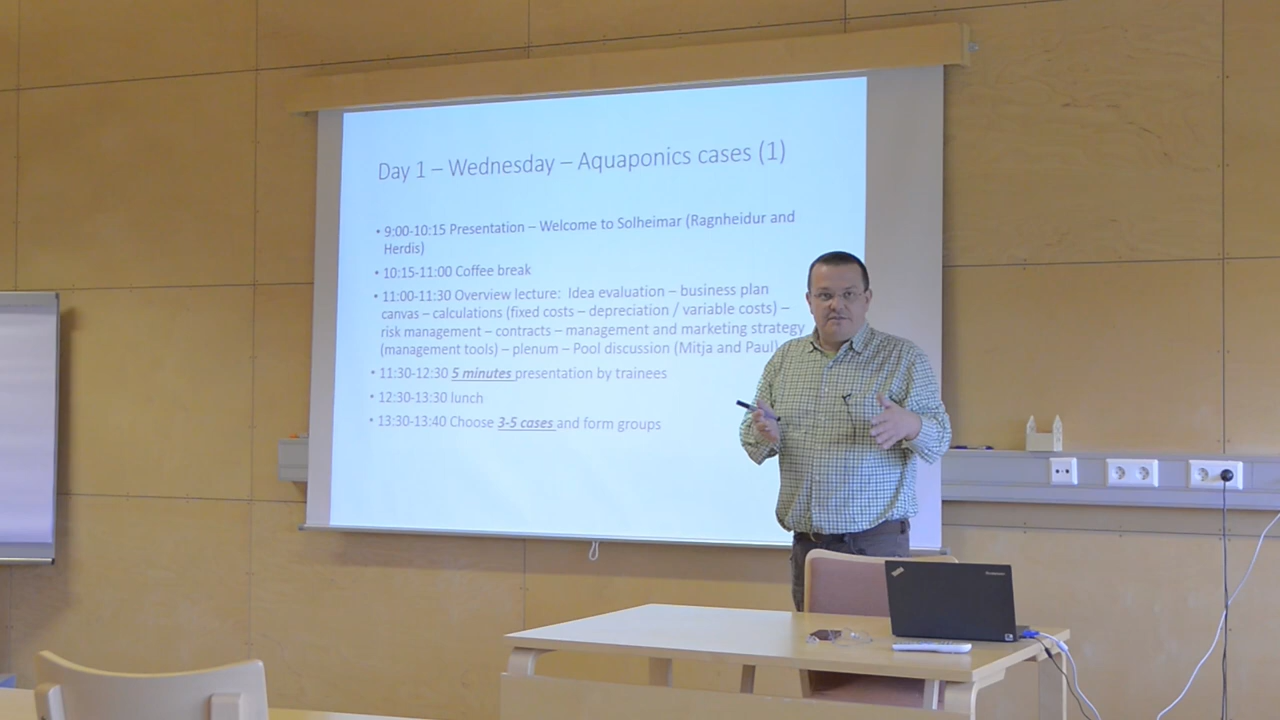 Day 1 – Wednesday – Aquaponics cases (1)
• 9:00-10:15 Presentation – Welcome to Solheimar (Ragnheidur and
Herdis)
• 10:15-11:00 Coffee break
• 11:00-11:30 Overview lecture: Idea evaluation – business plan
canvas – calculations (fixed costs – depreciation / variable costs) –
risk management – contracts – management and marketing strategy
(management tools) – plenum – Pool discussion (Mitja and Paul)
• 11:30-12:30 5 minutes presentation by trainees
• 12:30-13:30 lunch
• 13:30-13:40 Choose 3-5 cases and form groups